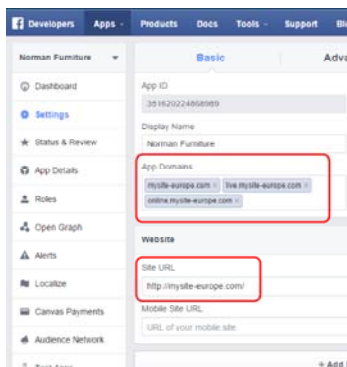 Developers Apps Products Docs Tools Support
Norman Furniture
Basic
Dashboard
Settings
Status & Review
App Details
Roles
Open Graph
Alerts
Localize
Canvas Payments
Audience Network
App ID
Display Name
Norman Furniture
App Domains
mysite-europe.com × live.mysite-europe.com ×
online.mysite-europe.com ×
Website
Site URL
http://mysite-europe.com/
Mobile Site URL
URL of your mobile site